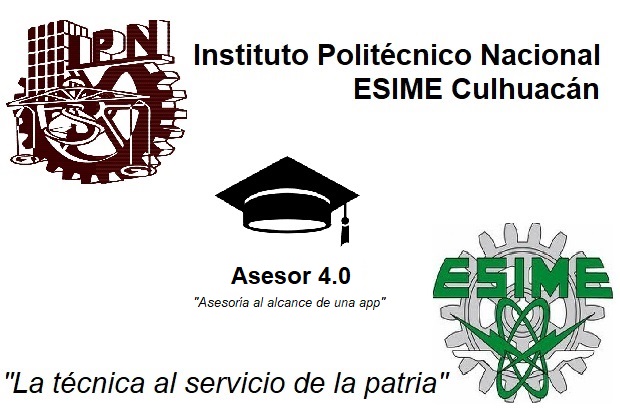 IPN
Instituto Politécnico Nacional
ESIME Culhuacán
Asesor 4.0
"Asesoria al alcance de una app"
ESIME
"La técnica al servicio de la patria"